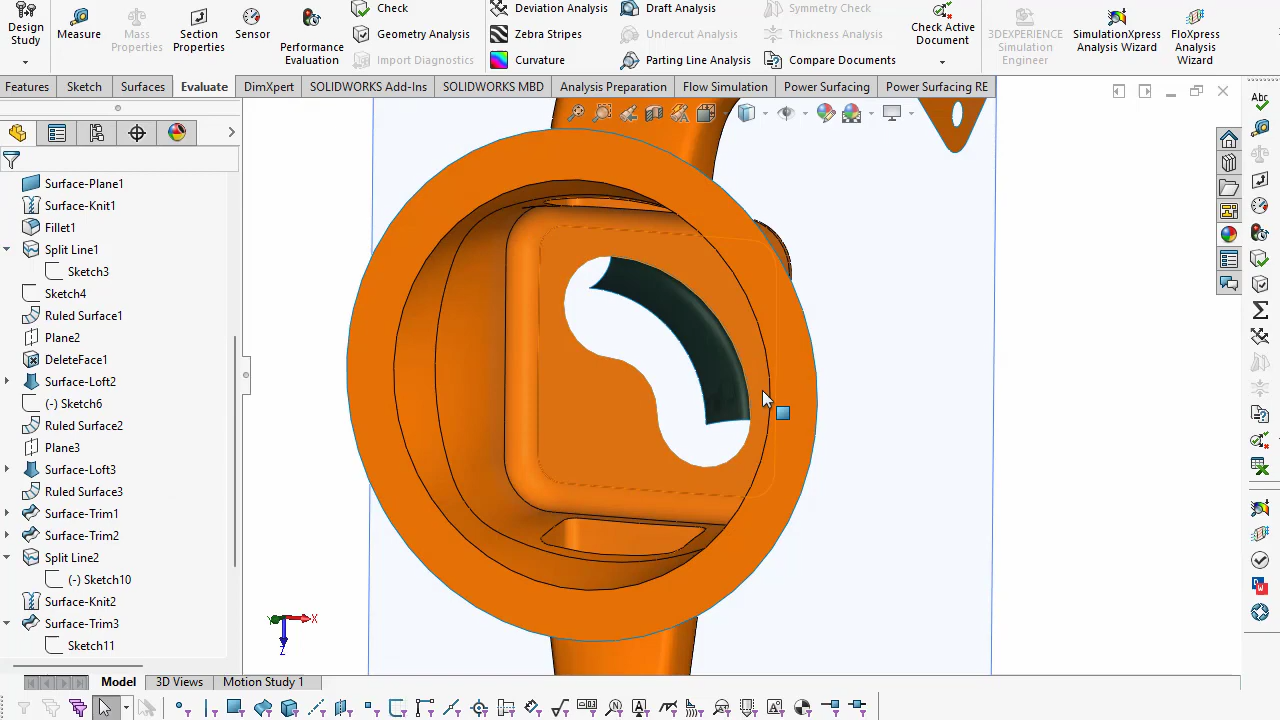 Design Study
Measure
Mass Properties
Section Properties
Sensor
Performance Evaluation
Check
Geometry Analysis
Import Diagnostics
Deviation Analysis
Zebra Stripes
Curvature
Draft Analysis
Undercut Analysis
Parting Line Analysis
Symmetry Check
Thickness Analysis
Compare Documents
Check Active Document
3DEXPERIENCE Simulation Engineer
SimulationXpress Analysis Wizard
FloXpress Analysis Wizard
Features
Sketch
Surfaces
Evaluate
DimXpert
SOLIDWORKS Add-Ins
SOLIDWORKS MBD
Analysis Preparation
Flow Simulation
Power Surfacing
Power Surfacing RE
Surface-Plane1
Surface-Knit1
Fillet1
Split Line1
Sketch3
Sketch4
Ruled Surface1
Plane2
DeleteFace1
Surface-Loft2
(-) Sketch6
Ruled Surface2
Plane3
Surface-Loft3
Ruled Surface3
Surface-Trim1
Surface-Trim2
Split Line2
(-) Sketch10
Surface-Knit2
Surface-Trim3
Sketch11
Y
X
Z
Model
3D Views
Motion Study 1